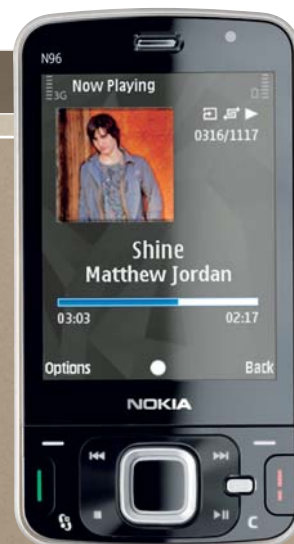 N96
3G
Now Playing
0316/1117
Shine
Matthew Jordan
03:03
02:17
Options
Back
NOKIA
C